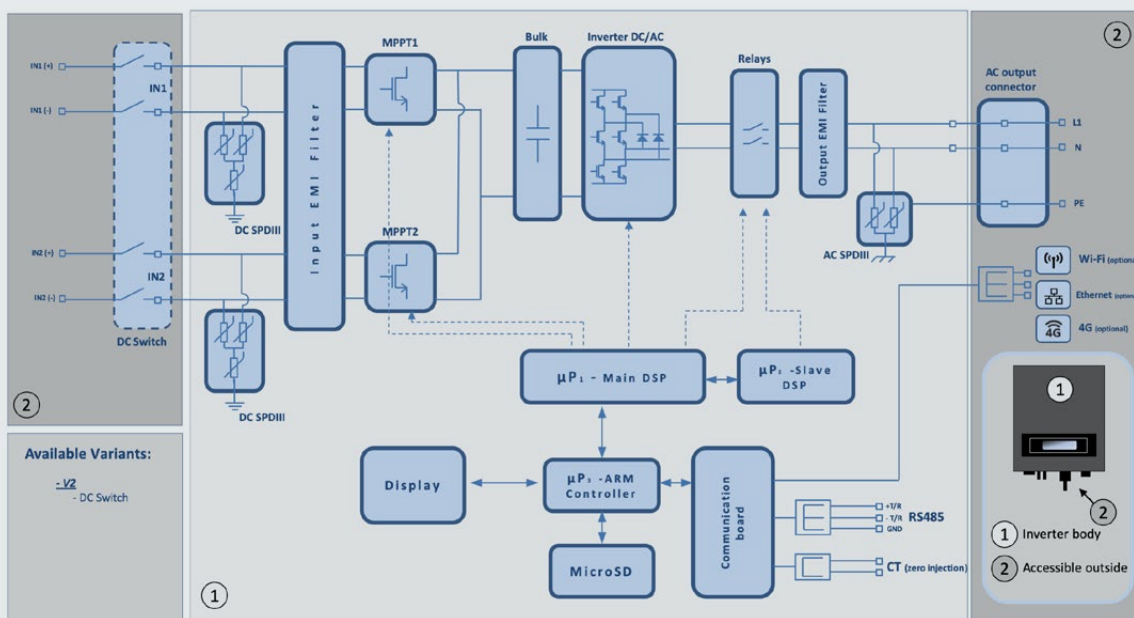 2
IN1 (+)
IN1 (-)
IN1
IN2 (+)
IN2 (-)
IN2
DC Switch
2
DC SPDIII
DC SPDIII
Input EMI Filter
MPPT1
MPPT2
Bulk
Inverter DC/AC
Relays
Output EMI Filter
AC SPDIII
AC output
connector
L1
N
PE
Wi-Fi (optional
Ethernet (optiona
4G
4G (optional)
µP1 - Main DSP
µP2 -Slave
DSP
Display
µP3 -ARM
Controller
MicroSD
Communication
board
+T/R
- T/R
GND
RS485
CT (zero injection)
1
Available Variants:
- V2
- DC Switch
1
2
1 Inverter body
2 Accessible outside